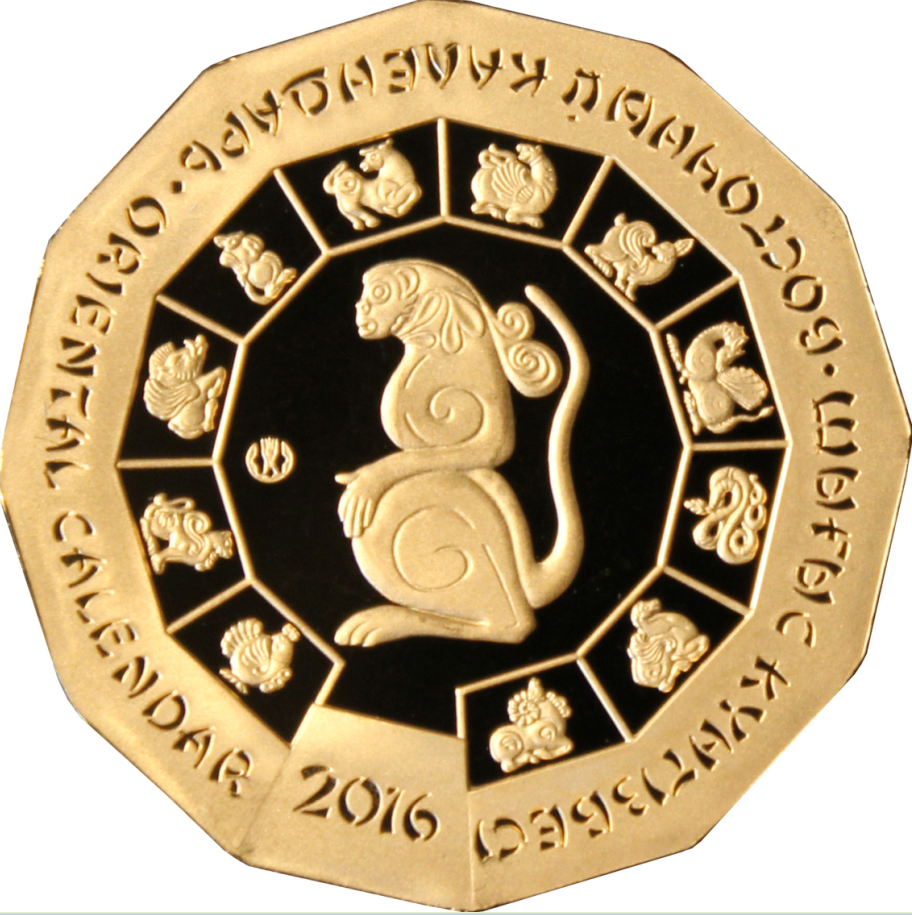 ШЫҒЫС КҮНТІЗБЕСІ • ВОСТОЧНЫЙ КАЛЕНДАРЬ • ORIENTAL CALENDAR
2016